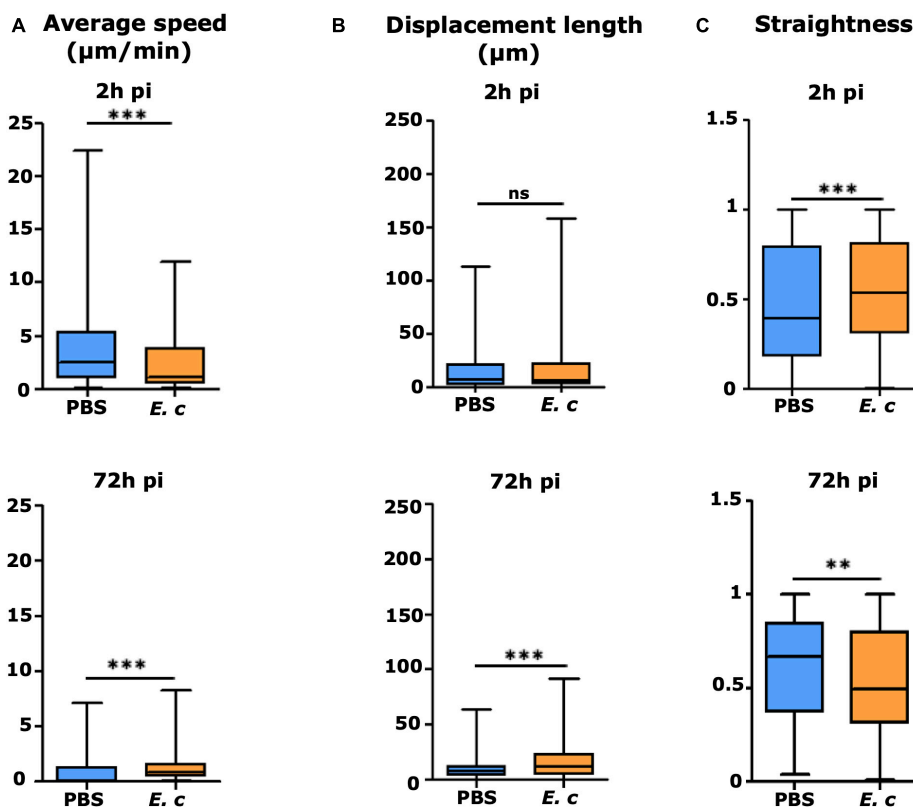 A Average speed (µm/min)
2h pi
***
25
20
15
10
5
0
PBS E. c
72h pi
25
20
15
10
5
0
***
PBS E. c
B Displacement length (µm)
2h pi
250
200
150
100
50
0
ns
PBS E. c
72h pi
250
200
150
100
50
0
***
PBS E. c
C Straightness
2h pi
1.5
1
0.5
0
***
PBS E. c
72h pi
1.5
1
0.5
0
**
PBS E. c